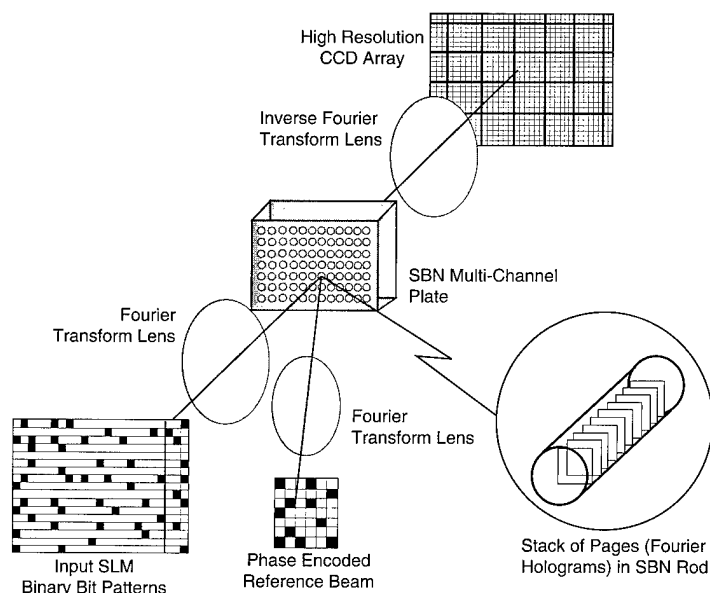 High Resolution
CCD Array
Inverse Fourier
Transform Lens
SBN Multi-Channel
Plate
Fourier
Transform Lens
Fourier
Transform Lens
Input SLM
Binary Bit Patterns
Phase Encoded
Reference Beam
Stack of Pages (Fourier
Holograms) in SBN Rod